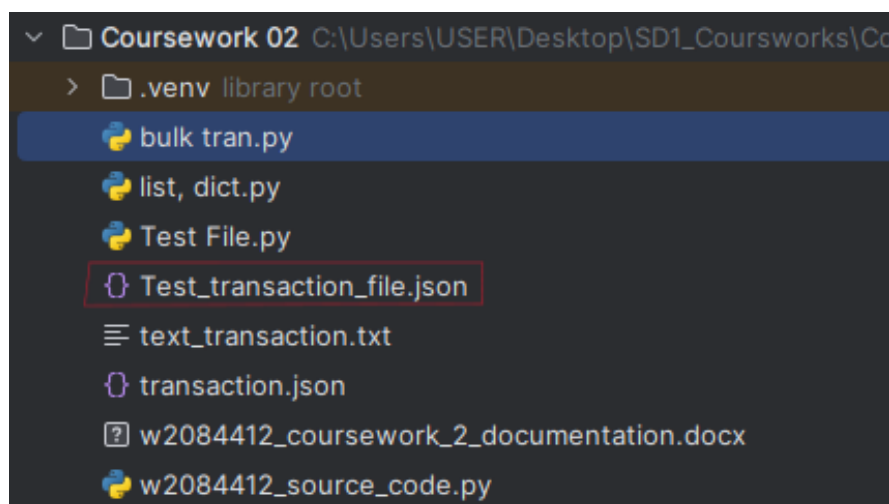 Coursework 02 C:\Users\USER\Desktop\SD1_Coursworks\Co
.venv library root
bulk tran.py
list, dict.py
Test File.py
Test_transaction_file.json
text_transaction.txt
transaction.json
w2084412_coursework_2_documentation.docx
w2084412_source_code.py